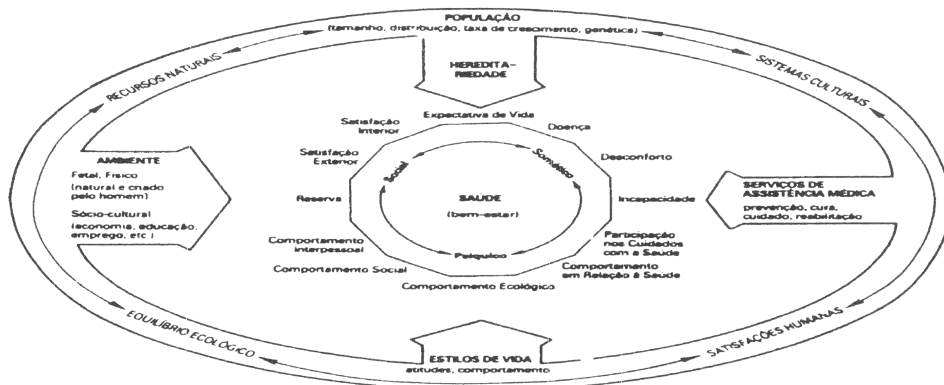 POPULAÇÃO
(tamanho, distribuição, taxa de crescimento, genética)
RECURSOS NATURAIS
SISTEMAS CULTURAIS
HEREDITA-
RIEDADE
Expectativa de Vida
Satisfação
Interior
Doença
Satisfação
Exterior
Desconforto
Social
Somático
AMBIENTE
Fetal, Físico
(natural e criado
pelo homem)
Sócio-cultural
(economia, educação,
emprego, etc.)
Reserva
SAÚDE
(bem-estar)
Incapacidade
SERVIÇOS DE
ASSISTÊNCIA MÉDICA
prevenção, cura,
cuidado, reabilitação
Comportamento
Interpessoal
Psíquico
Participação
nos Cuidados
com a Saúde
Comportamento Social
Comportamento
em Relação à Saúde
Comportamento Ecológico
EQUILÍBRIO ECOLÓGICO
SATISFAÇÕES HUMANAS
ESTILOS DE VIDA
atitudes, comportamento